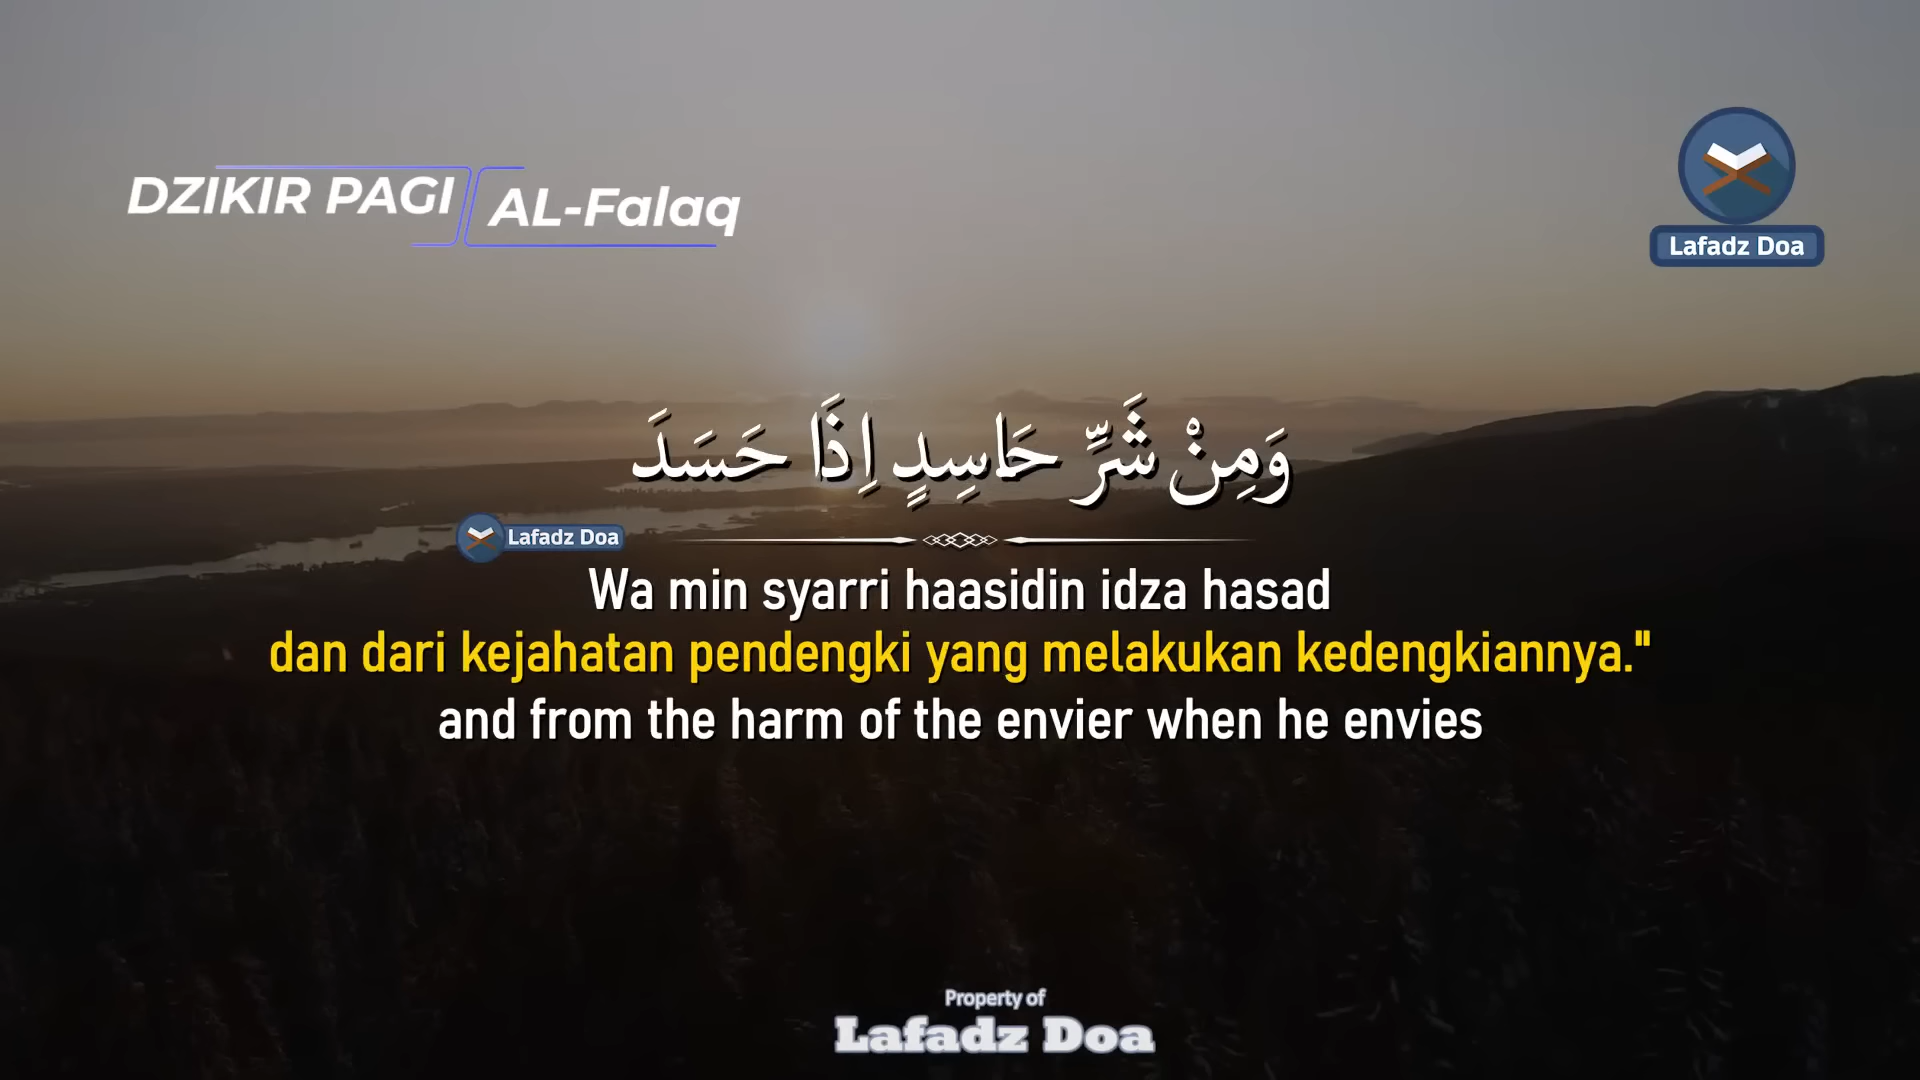 DZIKIR PAGI
AL-Falaq
Lafadz Doa
وَمِنْ شَرِّ حَاسِدٍ اِذَا حَسَدَ
Lafadz Doa
Wa min syarri haasidin idza hasad
dan dari kejahatan pendengki yang melakukan kedengkiannya."
and from the harm of the envier when he envies
Property of
Lafadz Doa